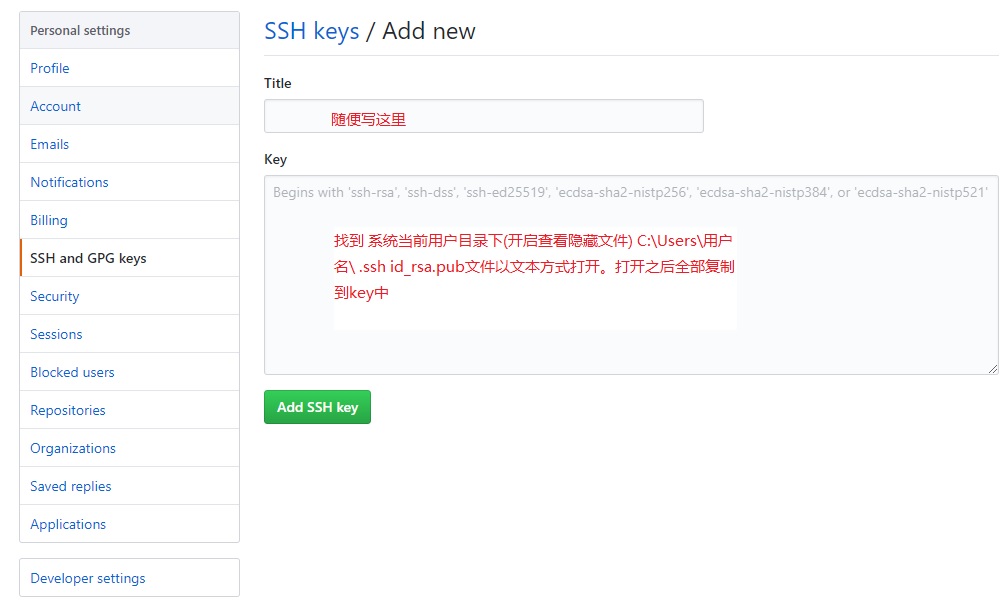 Personal settings
Profile
Account
Emails
Notifications
Billing
SSH and GPG keys
Security
Sessions
Blocked users
Repositories
Organizations
Saved replies
Applications
Developer settings
SSH keys / Add new
Title
随便写这里
Key
Begins with 'ssh-rsa', 'ssh-dss', 'ssh-ed25519', 'ecdsa-sha2-nistp256', 'ecdsa-sha2-nistp384', or 'ecdsa-sha2-nistp521'
找到 系统当前用户目录下(开启查看隐藏文件) C:\Users\用户
名\ .ssh id_rsa.pub文件以文本方式打开。打开之后全部复制
到key中
Add SSH key